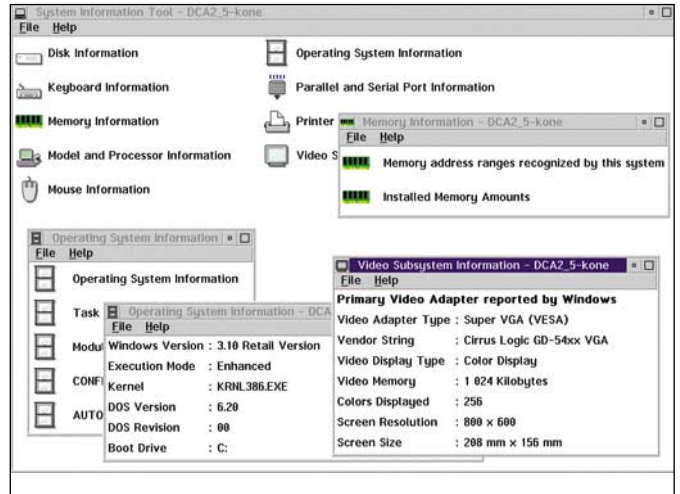 System Information Tool - DCA2_5-kone
File Help
Disk Information
Operating System Information
Keyboard Information
Parallel and Serial Port Information
Memory Information
Printer
Model and Processor Information
Video S
Mouse Information
Memory Information - DCA2_5-kone
File Help
Memory address ranges recognized by this system
Installed Memory Amounts
Operating System Information
File Help
Operating System Information
Task
Modul
CONFI
AUTO
Operating System Information - DCA
File Help
Windows Version : 3.10 Retail Version
Execution Mode : Enhanced
Kernel : KRNL386.EXE
DOS Version : 6.20
DOS Revision : 00
Boot Drive : C:
Video Subsystem Information - DCA2_5-kone
File Help
Primary Video Adapter reported by Windows
Video Adapter Type : Super VGA (VESA)
Vendor String : Cirrus Logic GD-54xx VGA
Video Display Type : Color Display
Video Memory : 1 024 Kilobytes
Colors Displayed : 256
Screen Resolution : 800 x 600
Screen Size : 208 mm x 156 mm